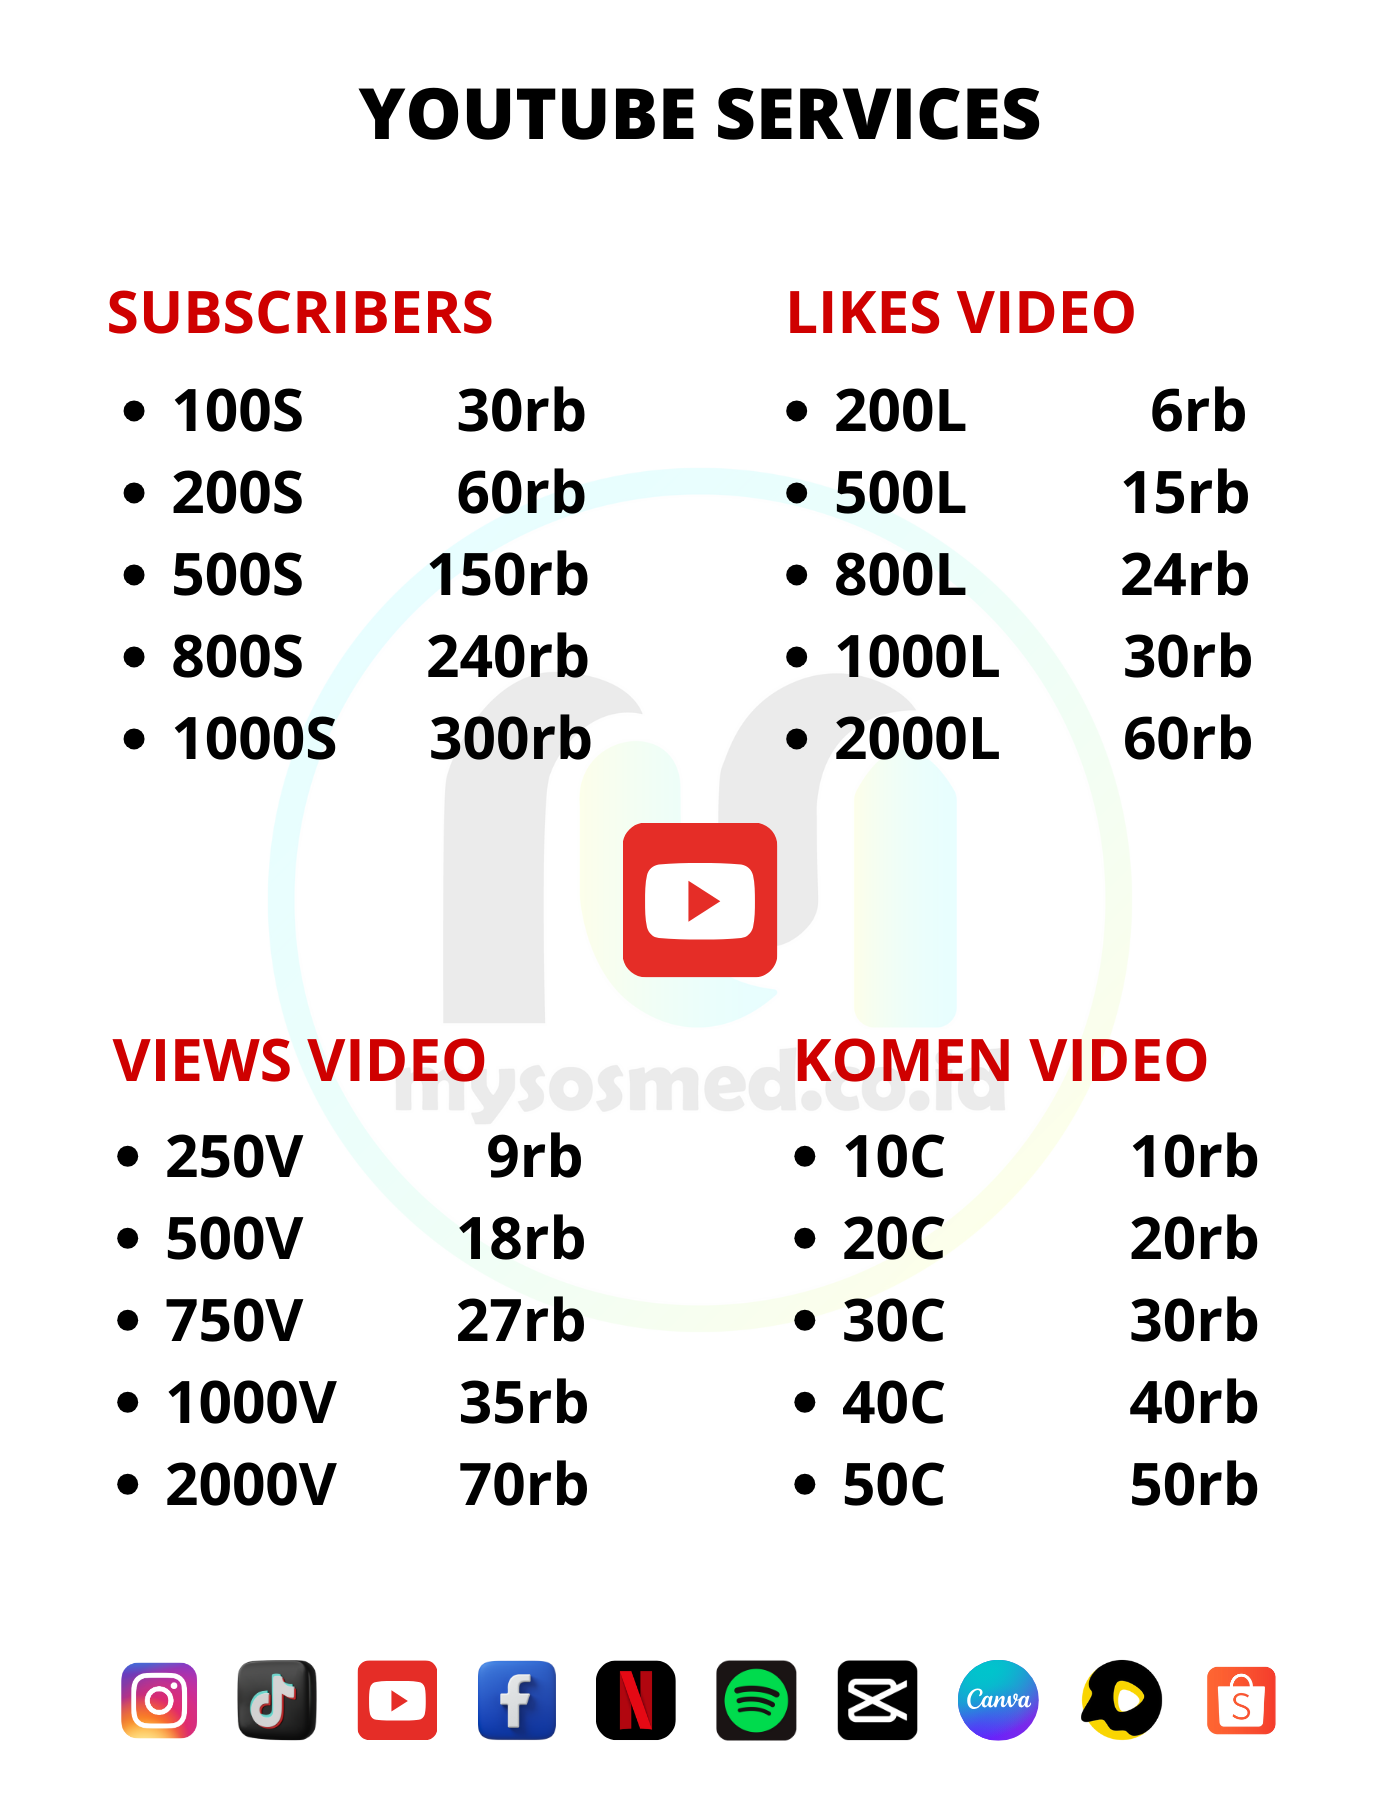 YOUTUBE SERVICES
SUBSCRIBERS
100S 30rb
200S 60rb
500S 150rb
800S 240rb
1000S 300rb
LIKES VIDEO
200L 6rb
500L 15rb
800L 24rb
1000L 30rb
2000L 60rb
VIEWS VIDEO
250V 9rb
500V 18rb
750V 27rb
1000V 35rb
2000V 70rb
KOMEN VIDEO
10C 10rb
20C 20rb
30C 30rb
40C 40rb
50C 50rb
mysosmed.co.id
Canva